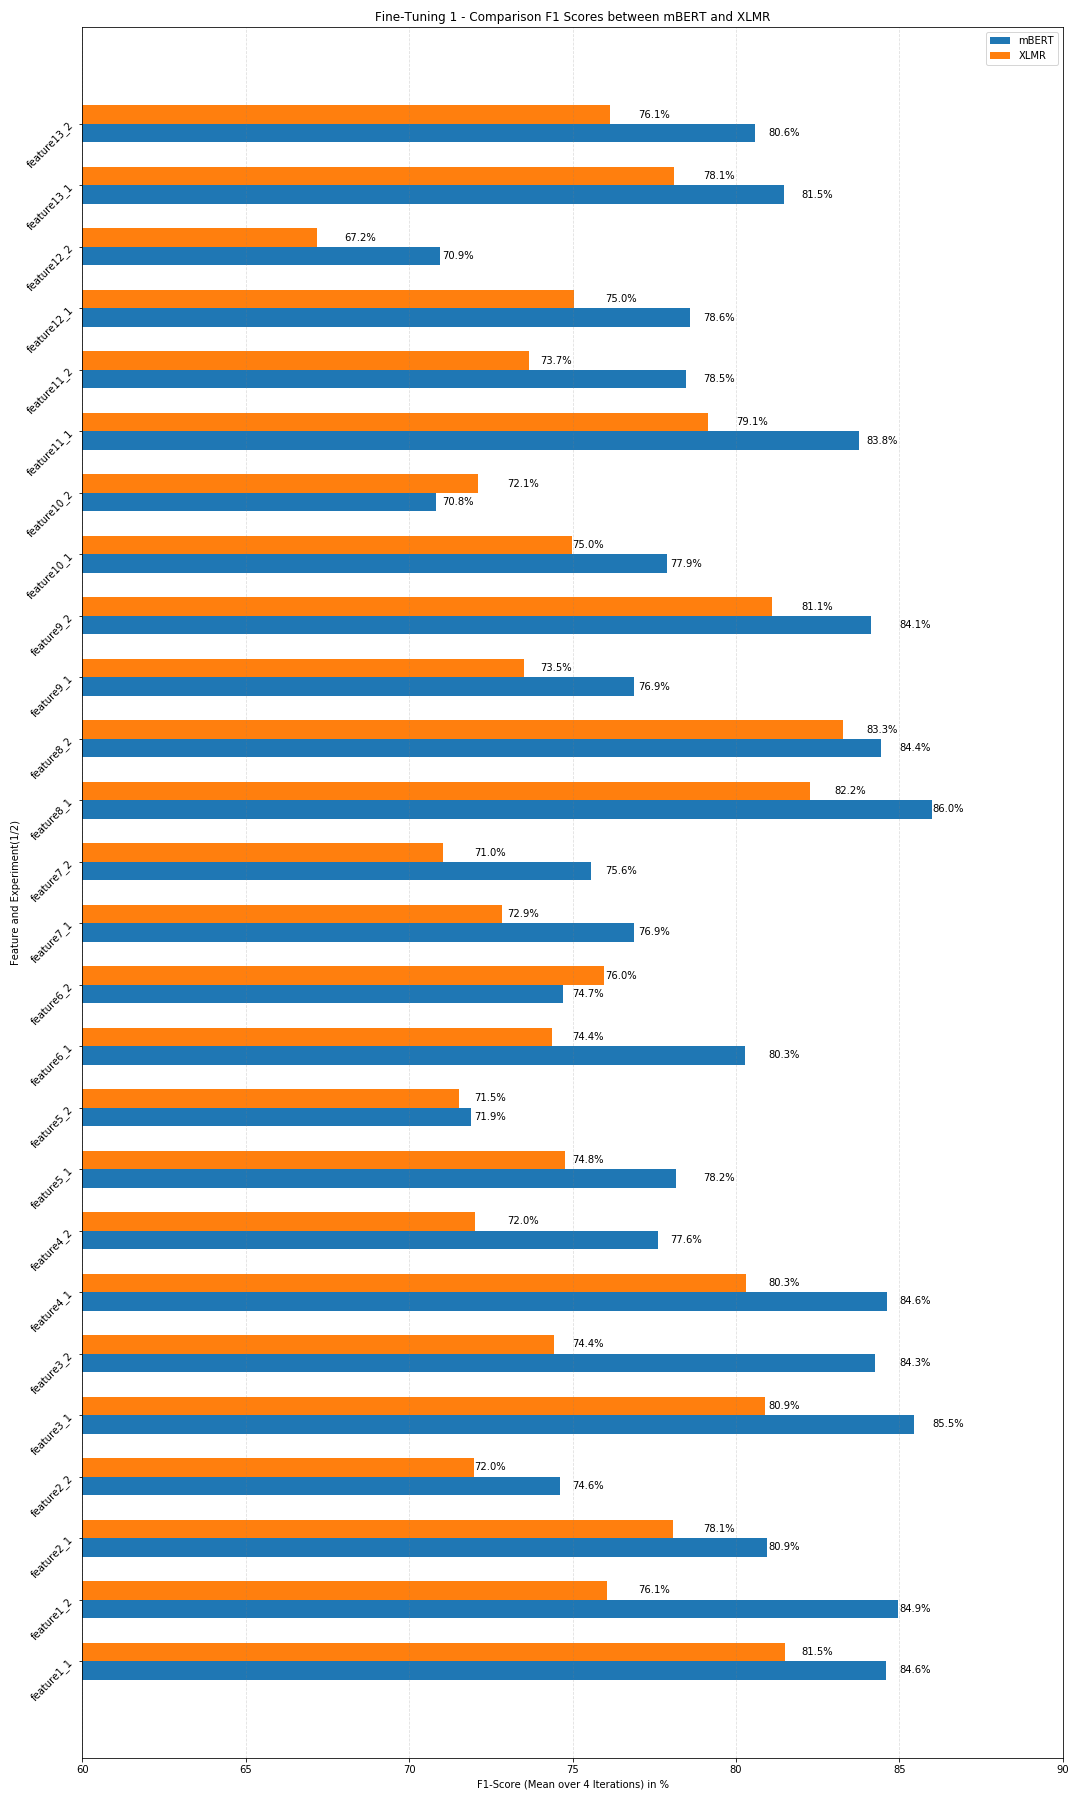 Fine-Tuning 1 - Comparison F1 Scores between mBERT and XLMR
mBERT
XLMR
Feature and Experiment(1/2)
feature13_2
76.1%
80.6%
feature13_1
78.1%
81.5%
feature12_2
67.2%
70.9%
feature12_1
75.0%
78.6%
feature11_2
73.7%
78.5%
feature11_1
79.1%
83.8%
feature10_2
72.1%
70.8%
feature10_1
75.0%
77.9%
feature9_2
81.1%
84.1%
feature9_1
73.5%
76.9%
feature8_2
83.3%
84.4%
feature8_1
82.2%
86.0%
feature7_2
71.0%
75.6%
feature7_1
72.9%
76.9%
feature6_2
76.0%
74.7%
feature6_1
74.4%
80.3%
feature5_2
71.5%
71.9%
feature5_1
74.8%
78.2%
feature4_2
72.0%
77.6%
feature4_1
80.3%
84.6%
feature3_2
74.4%
84.3%
feature3_1
80.9%
85.5%
feature2_2
72.0%
74.6%
feature2_1
78.1%
80.9%
feature1_2
76.1%
84.9%
feature1_1
81.5%
84.6%
60 65 70 75 80 85 90
F1-Score (Mean over 4 Iterations) in %